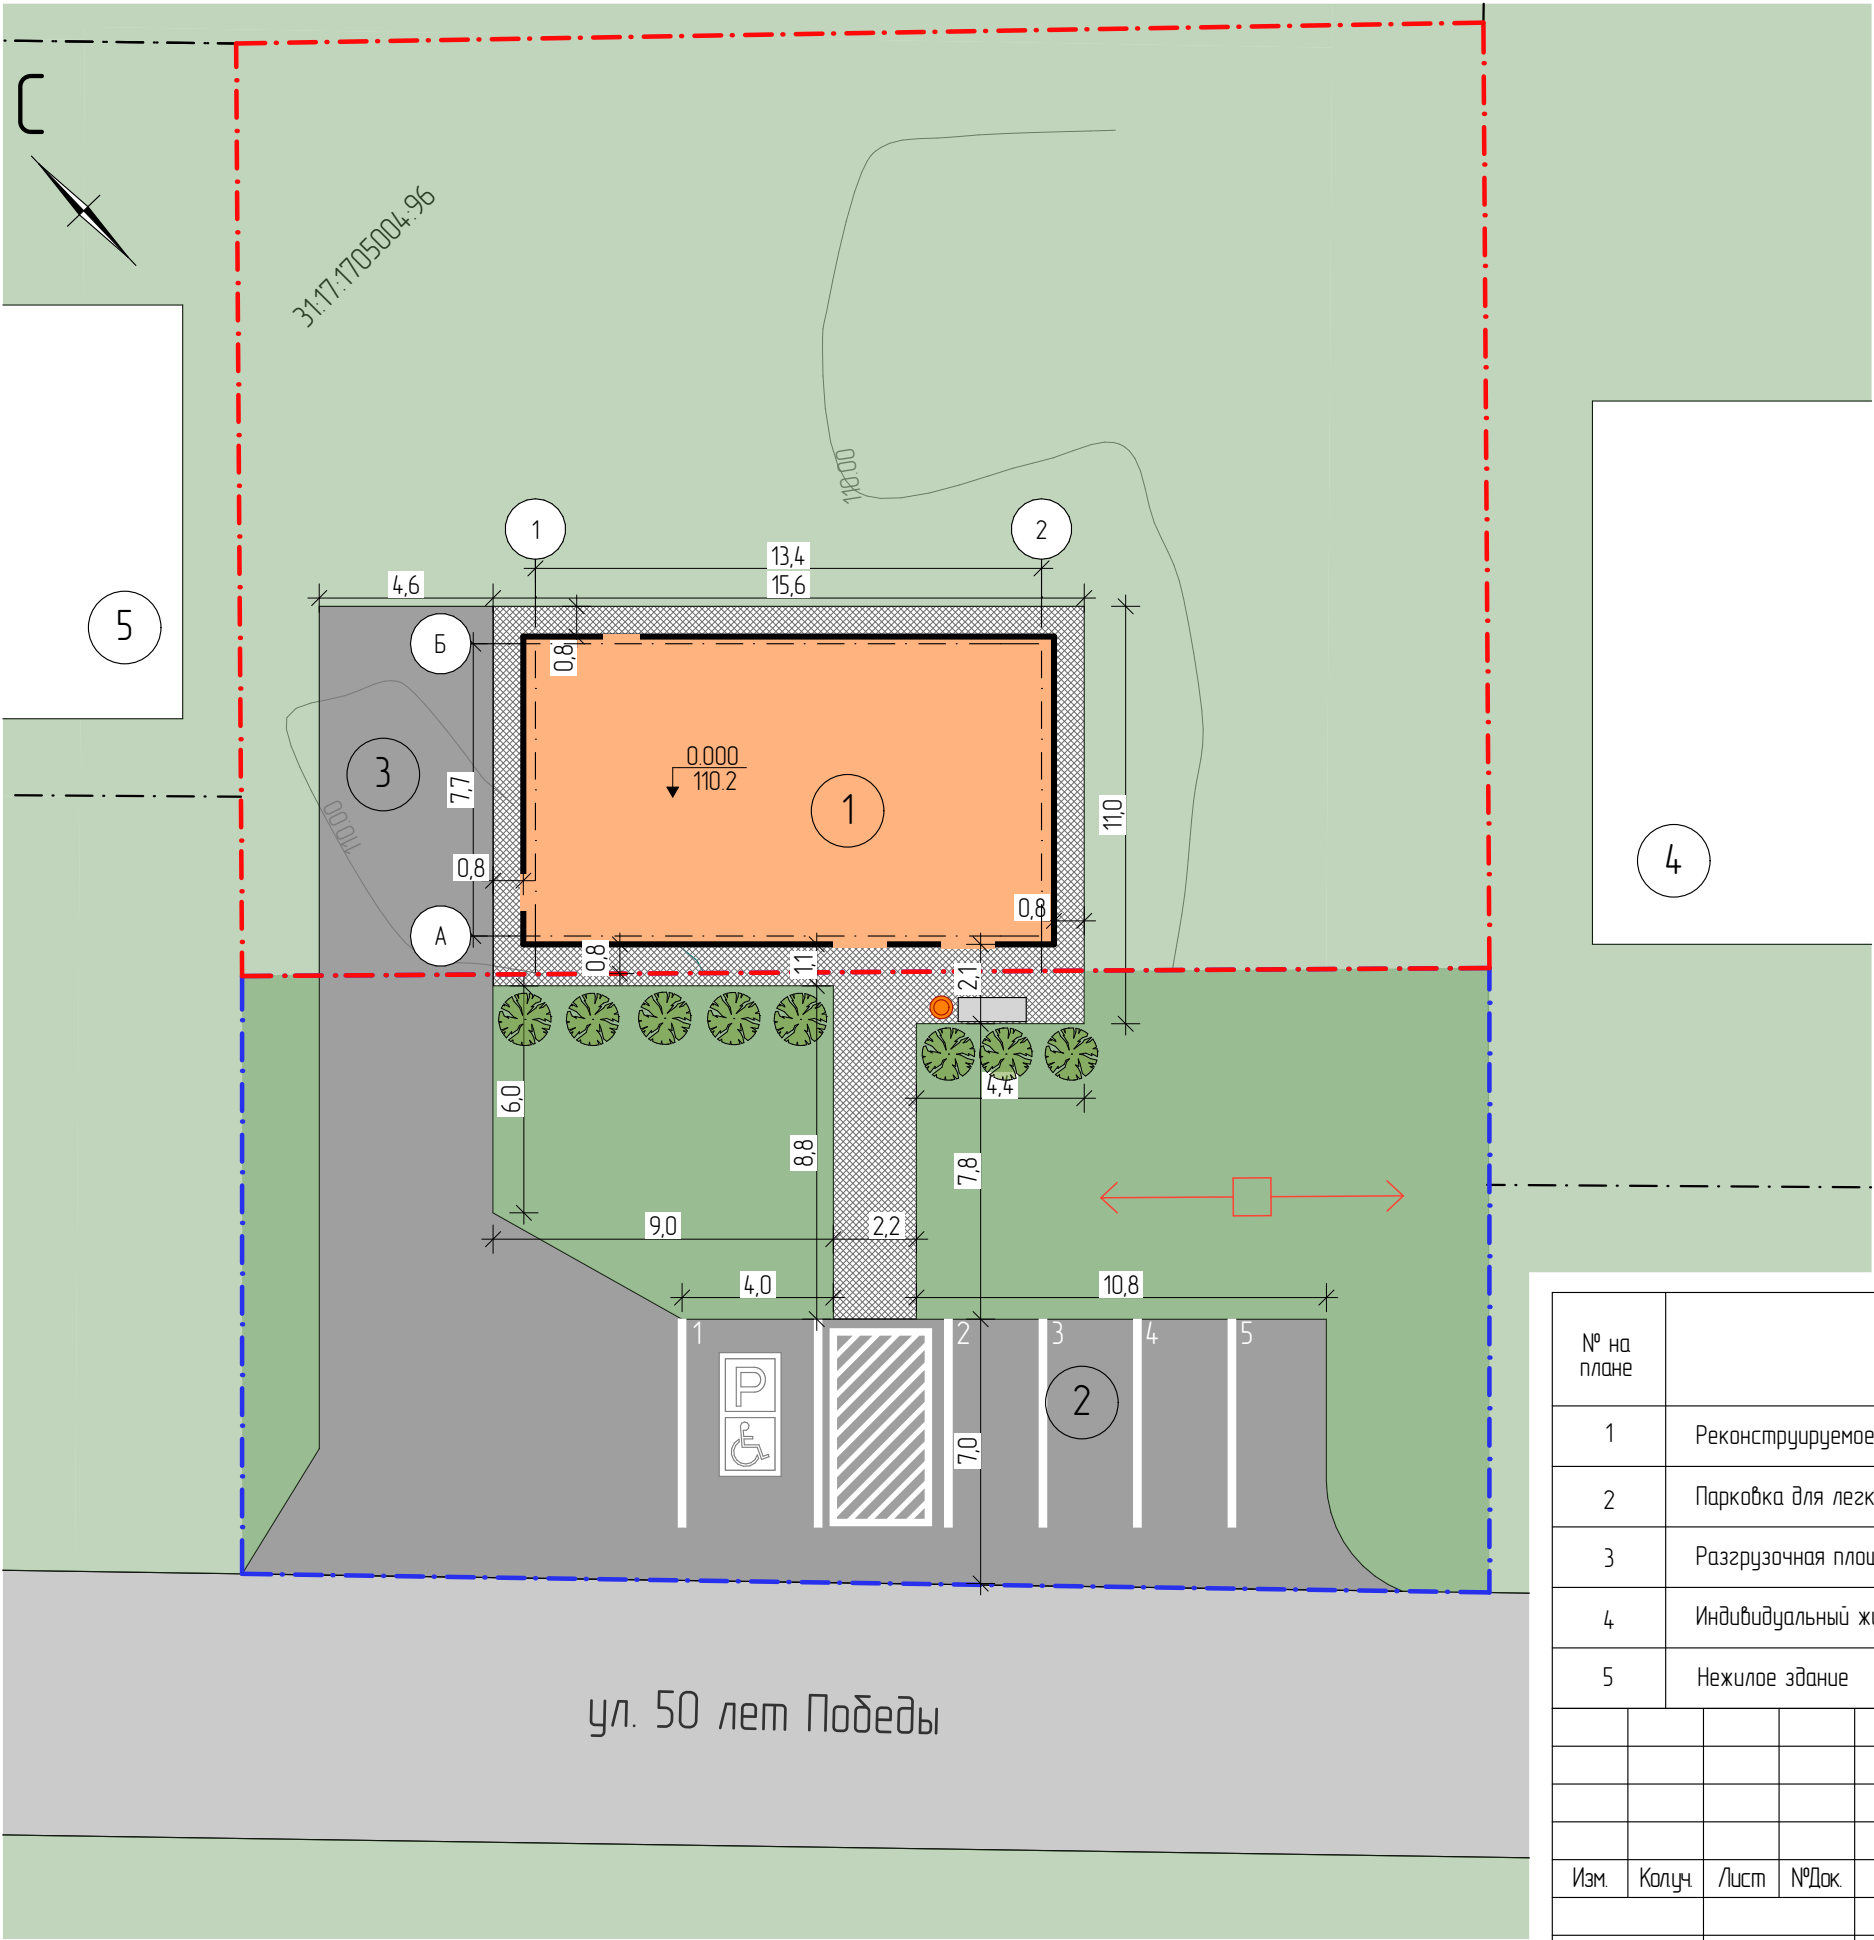 С
31:17:1705004:96
110.00
1
2
13,4
15,6
4,6
5
Б
0,8
3
7,7
0.000
110.2
1
11,0
110.00
0,8
4
0,8
А
0,8
1,1
2,1
6,0
4,4
8,8
7,8
9,0
2,2
4,0
10,8
1
2
3
4
5
P
2
7,0
№ на
плане
1
Реконструируемое
2
Парковка для легк
3
Разгрузочная площ
4
Индивидуальный жи
5
Нежилое здание
ул. 50 лет Победы
Изм.
Кол.уч.
Лист
№Док.